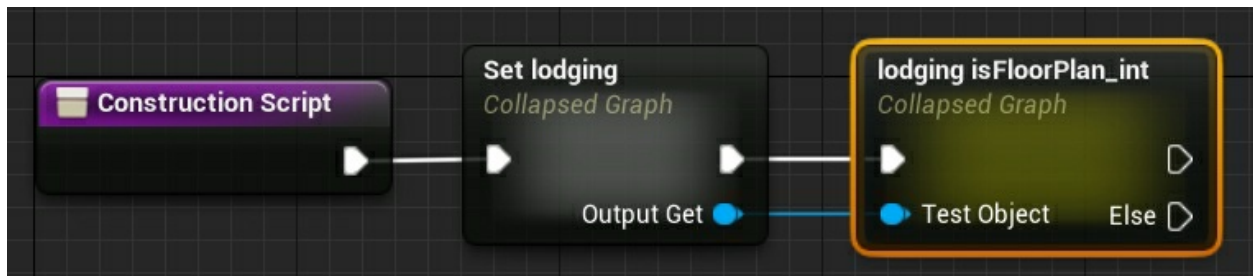 Construction Script
Set lodging
Collapsed Graph
Output Get
lodging isFloorPlan_int
Collapsed Graph
Test Object
Else